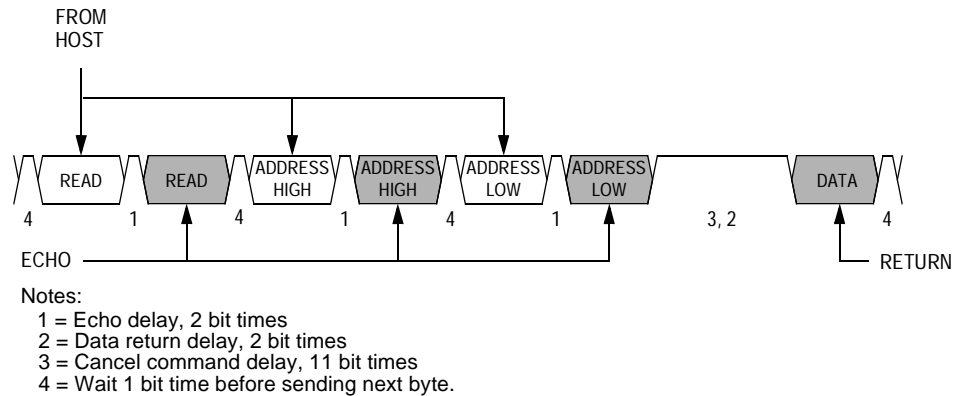 FROM
HOST
READ READ ADDRESS HIGH ADDRESS HIGH ADDRESS LOW ADDRESS LOW DATA
4 1 4 1 4 1 3, 2 4
ECHO RETURN
Notes:
1 = Echo delay, 2 bit times
2 = Data return delay, 2 bit times
3 = Cancel command delay, 11 bit times
4 = Wait 1 bit time before sending next byte.